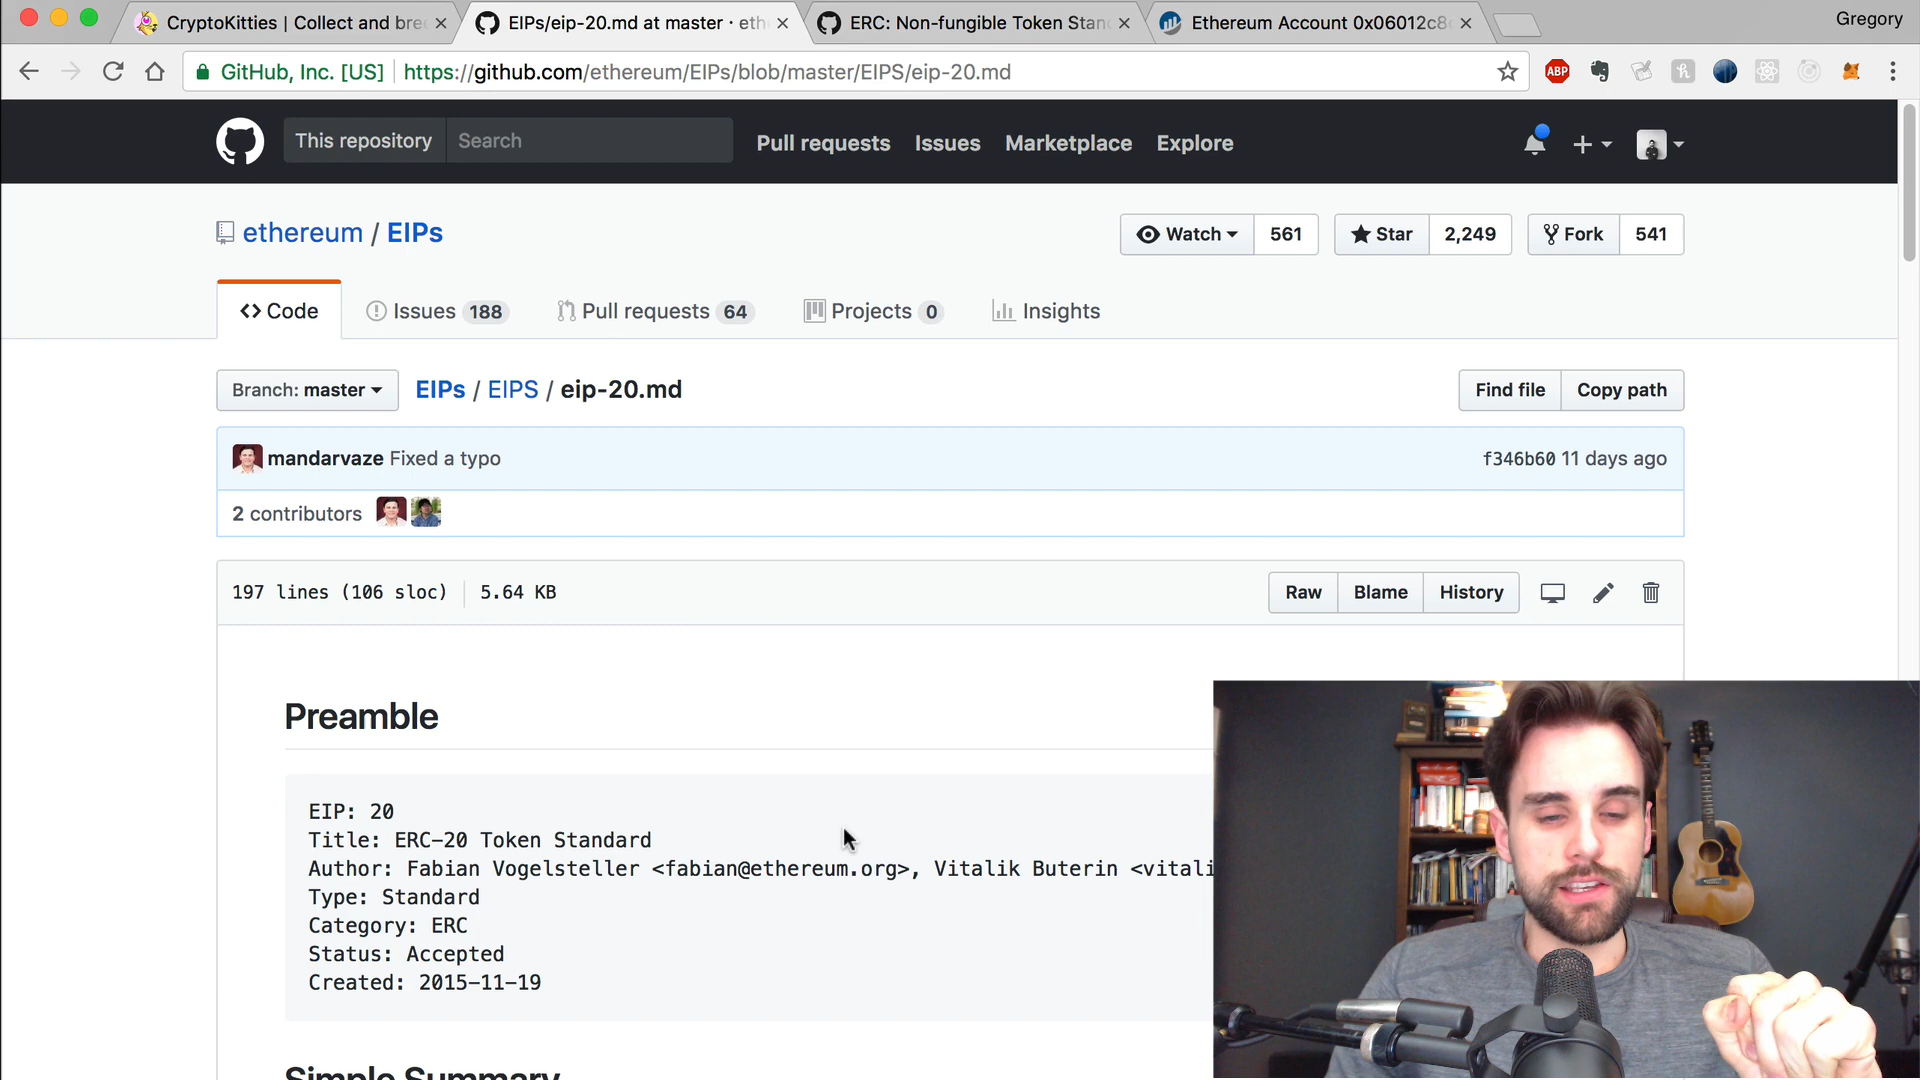 CryptoKitties | Collect and bre
EIPs/eip-20.md at master · eth
ERC: Non-fungible Token Stan
Ethereum Account 0x06012c8
Gregory
GitHub, Inc. [US]
https://github.com/ethereum/EIPs/blob/master/EIPS/eip-20.md
ABP
This repository
Search
Pull requests
Issues
Marketplace
Explore
ethereum / EIPs
Watch 561
Star 2,249
Fork 541
Code
Issues 188
Pull requests 64
Projects 0
Insights
Branch: master
EIPs / EIPS / eip-20.md
Find file
Copy path
mandarvaze Fixed a typo
f346b60 11 days ago
2 contributors
197 lines (106 sloc)
5.64 KB
Raw
Blame
History
Preamble
EIP: 20
Title: ERC-20 Token Standard
Author: Fabian Vogelsteller <fabian@ethereum.org>, Vitalik Buterin <vitali
Type: Standard
Category: ERC
Status: Accepted
Created: 2015-11-19
Simple Summary